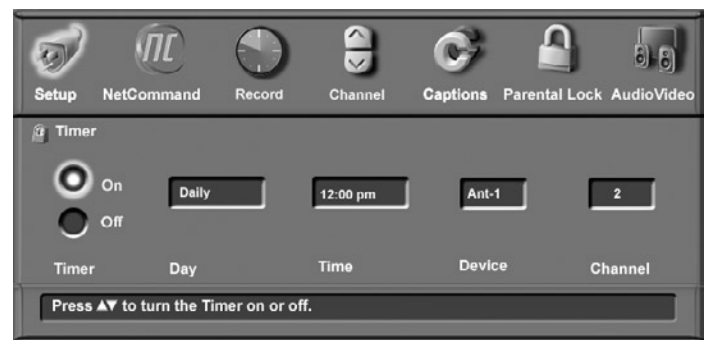 NC
Setup NetCommand Record Channel Captions Parental Lock AudioVideo
Timer
On
Off
Daily 12:00 pm Ant-1 2
Timer Day Time Device Channel
Press ▲▼ to turn the Timer on or off.